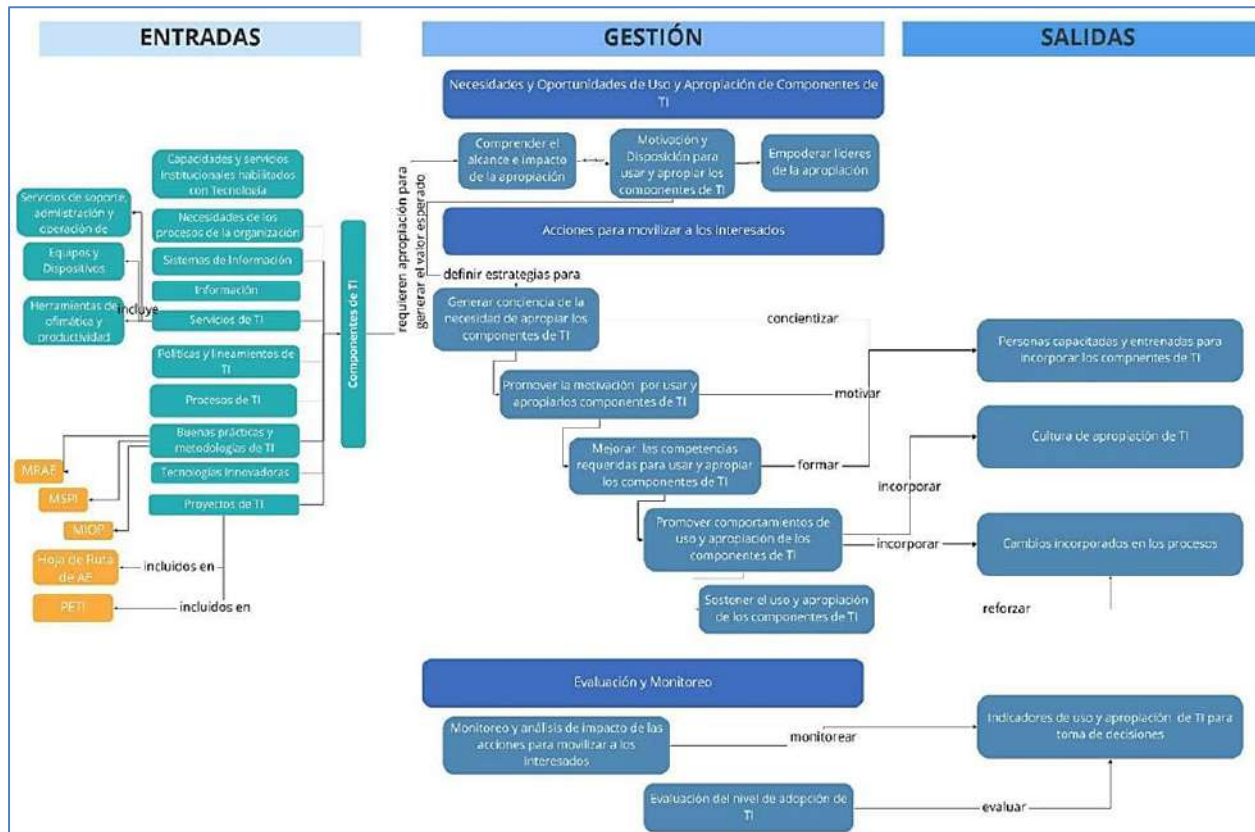 ENTRADAS
GESTIÓN
SALIDAS
Necesidades y Oportunidades de Uso y Apropiación de Componentes de
TI
Capacidades y servicios
Institucionales habilitados
con Tecnología
Servicios de soporte,
admiistración y
operación de
Necesidades de los
procesos de la organización
Equipos y
Dispositivos
Sistemas de Información
Información
Herramientas de
ofimática y
productividad
incluye
Servicios de TI
Políticas y lineamientos de
TI
Procesos de TI
Buenas prácticas y
metodologías de TI
Tecnologías Innovadoras
Proyectos de TI
MRAE
MSPI
MIOP
Hoja de Ruta
de AE
incluidos en
PETI
incluidos en
Componentes de TI
requieren apropiación para
generar el valor esperado
Comprender el
alcance e impacto
de la apropiación
Motivación y
Disposición para
usar y apropiar los
componentes de TI
Empoderar líderes
de la apropiación
Acciones para movilizar a los interesados
definir estrategias para
Generar conciencia de la
necesidad de apropiar los
componentes de TI
concientizar
Promover la motivación por usar y
apropiarlos componentes de TI
motivar
Mejorar las competencias
requeridas para usar y apropiar
los componentes de TI
formar
Promover comportamientos de
uso y apropiación de los
componentes de TI
incorporar
incorporar
Sostener el uso y apropiación
de los componentes de TI
reforzar
Personas capacitadas y entrenadas para
incorporar los compnentes de TI
Cultura de apropiación de TI
Cambios incorporados en los procesos
Evaluación y Monitoreo
Monitoreo y análisis de impacto de las
acciones para movilizar a los
interesados
monitorear
Indicadores de uso y apropiación de TI para
toma de decisiones
Evaluación del nivel de adopción de
TI
evaluar